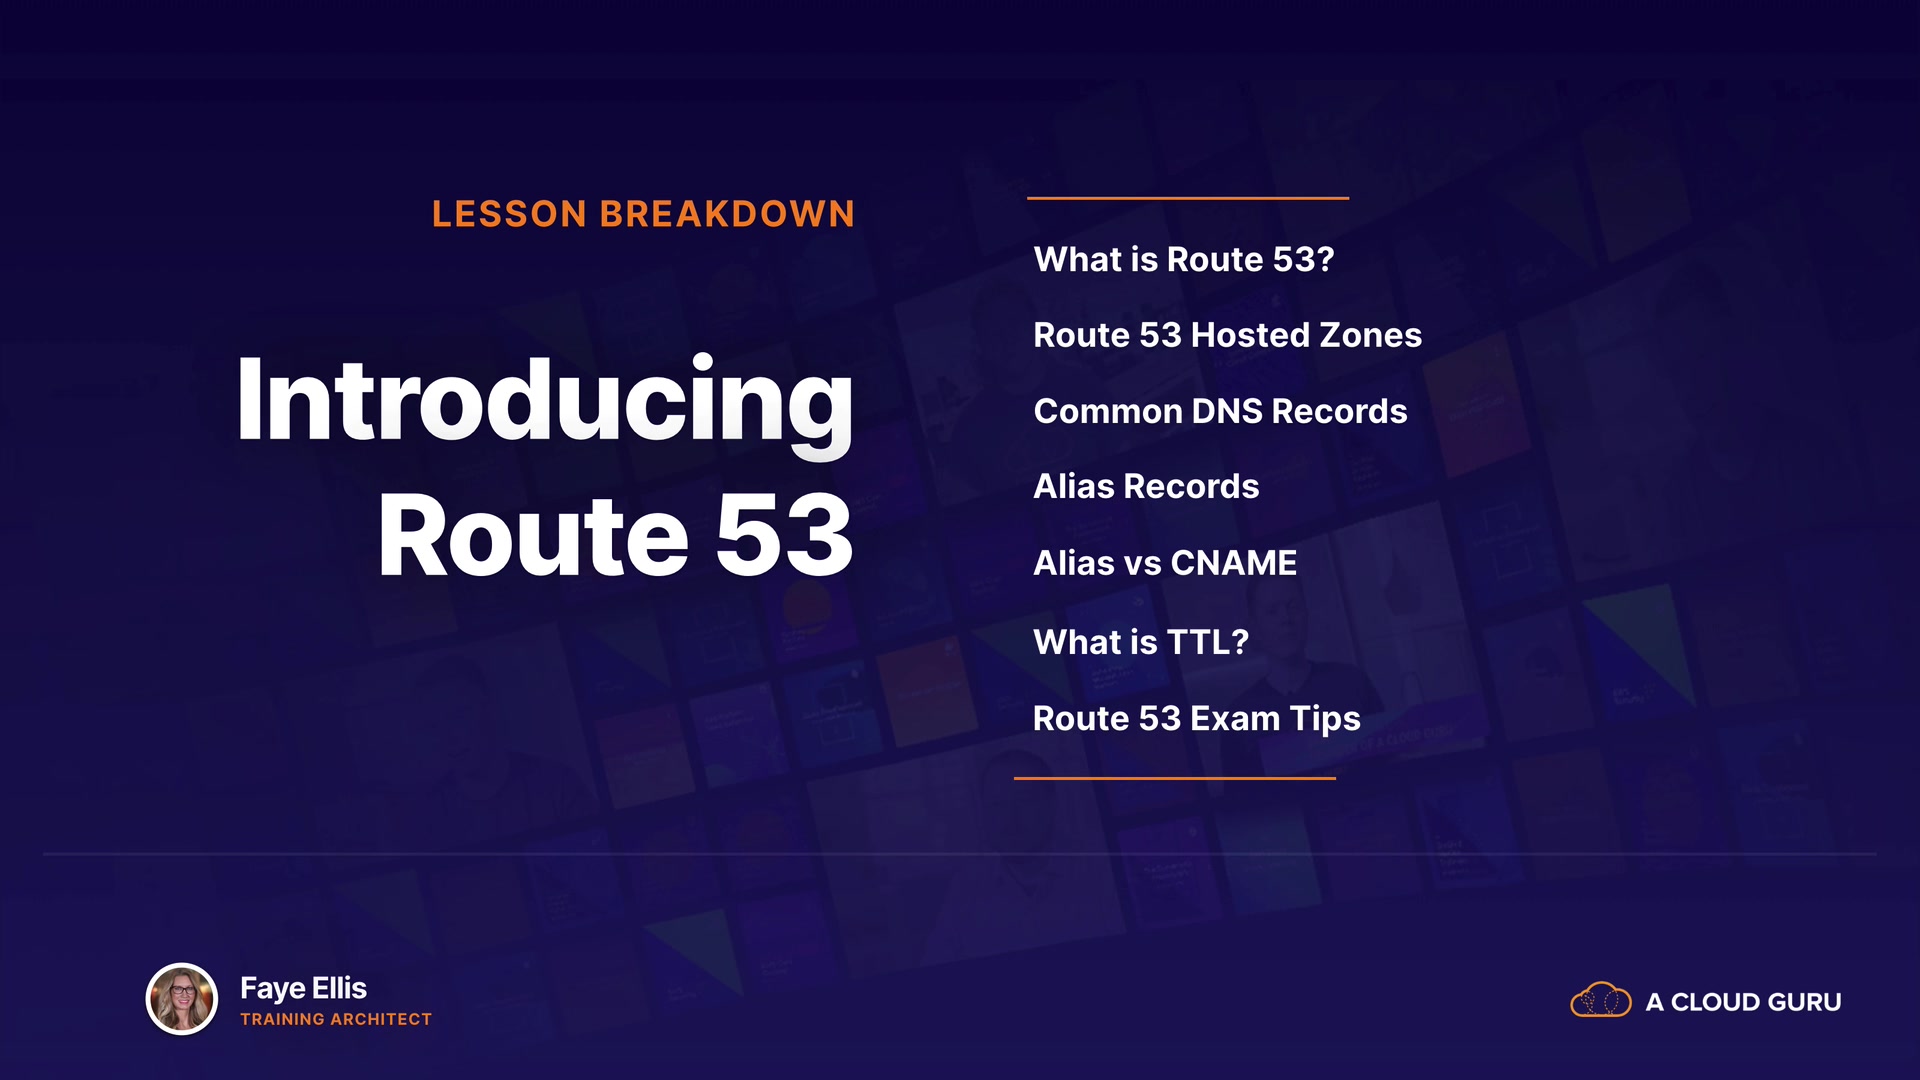 LESSON BREAKDOWN
Introducing
Route 53
What is Route 53?
Route 53 Hosted Zones
Common DNS Records
Alias Records
Alias vs CNAME
What is TTL?
Route 53 Exam Tips
Faye Ellis
TRAINING ARCHITECT
A CLOUD GURU